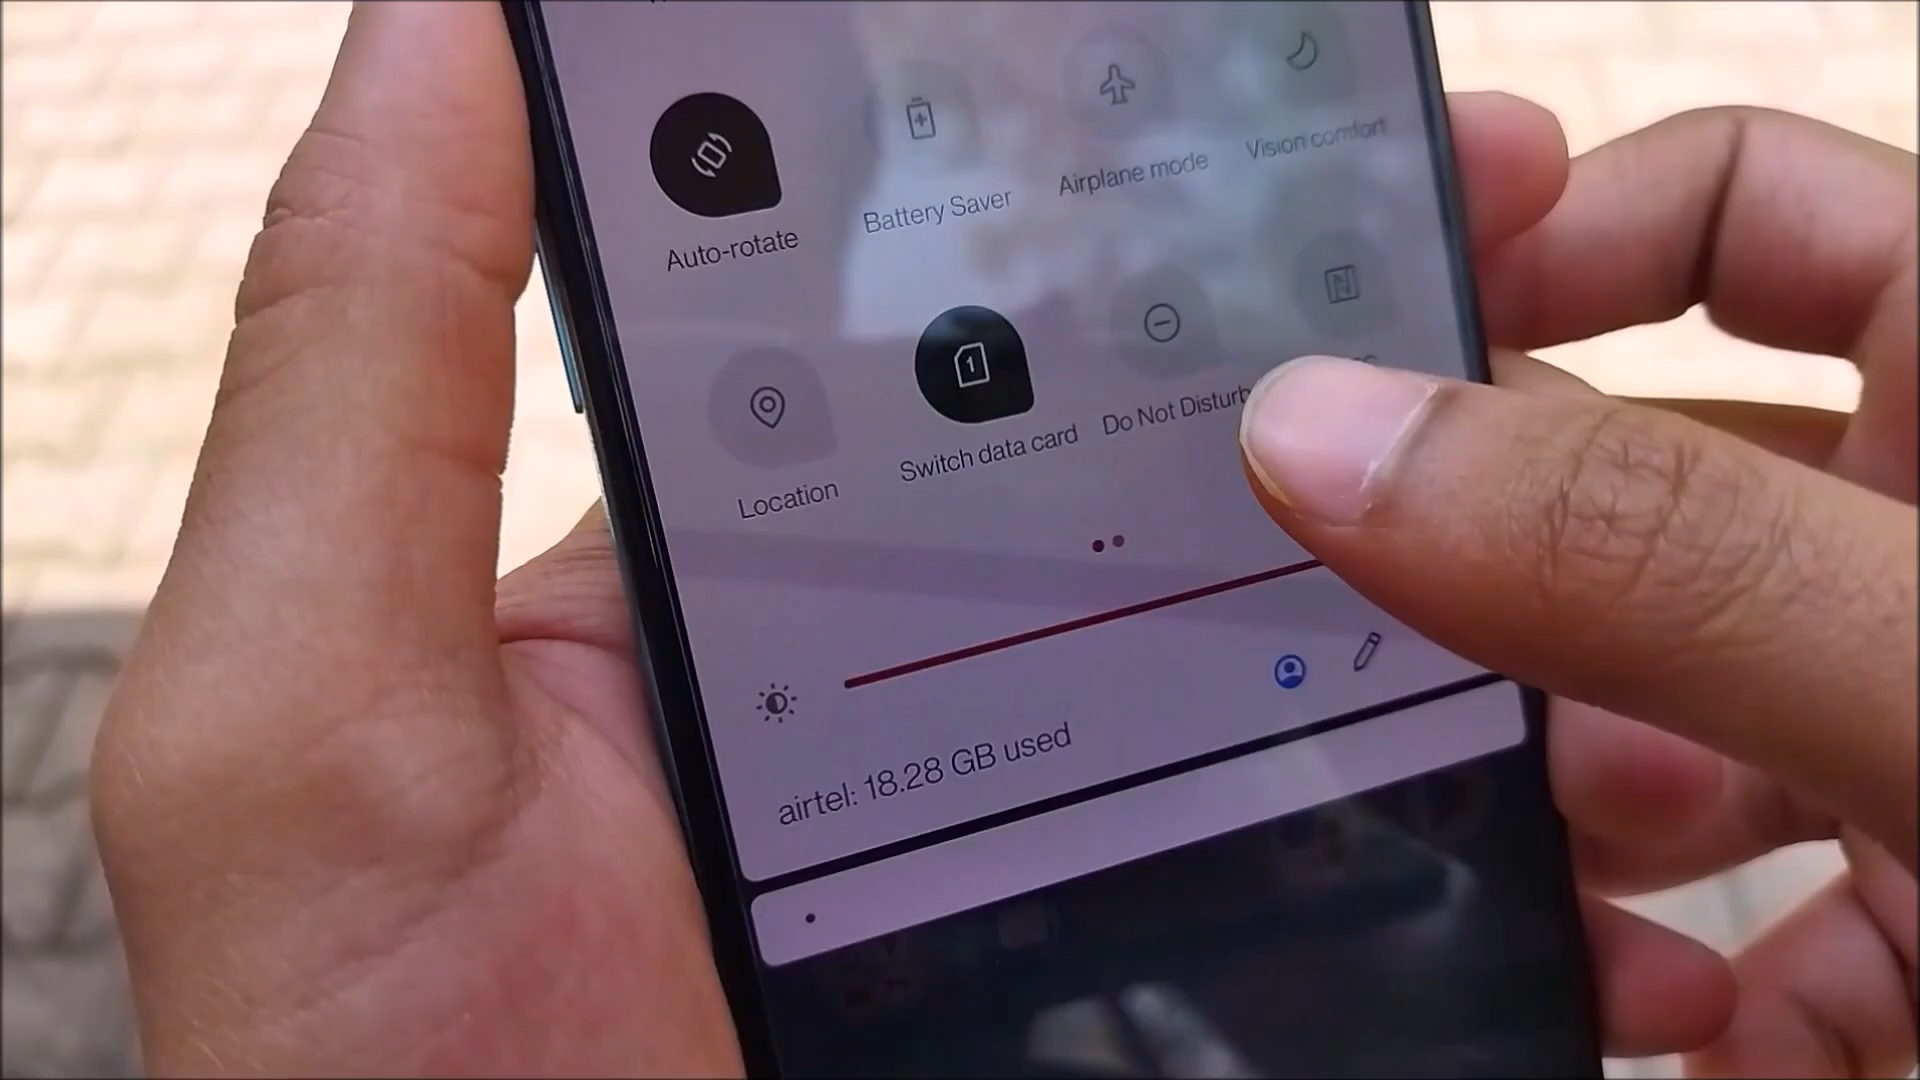 Vision comfort
Airplane mode
Battery Saver
Auto-rotate
Do Not Disturb
Switch data card
1
Location
airtel: 18.28 GB used